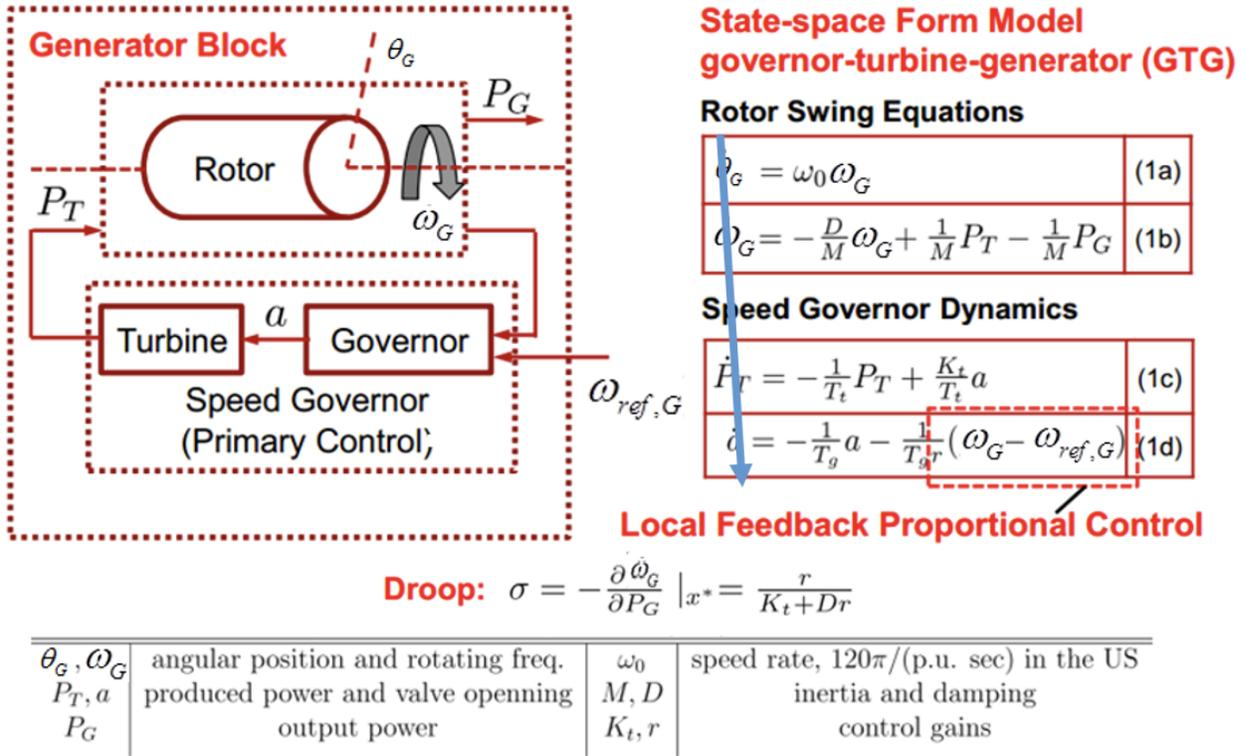 Generator Block
θ_G
P_G
Rotor
P_T
ω_G
a
Turbine
Governor
Speed Governor
(Primary Control)
ω_ref,G
State-space Form Model
governor-turbine-generator (GTG)
Rotor Swing Equations
θ̇_G = ω₀ω_G (1a)
ω̇_G = −D/M ω_G + 1/M P_T − 1/M P_G (1b)
Speed Governor Dynamics
Ṗ_T = −1/T_t P_T + K_t/T_t a (1c)
ȧ = −1/T_g a − 1/(T_g r) (ω_G − ω_ref,G) (1d)
Local Feedback Proportional Control
Droop: σ = −∂ω_G/∂P_G |_x* = r/(K_t+Dr)
θ_G, ω_G angular position and rotating freq. ω₀ speed rate, 120π/(p.u. sec) in the US
P_T, a produced power and valve openning M, D inertia and damping
P_G output power K_t, r control gains